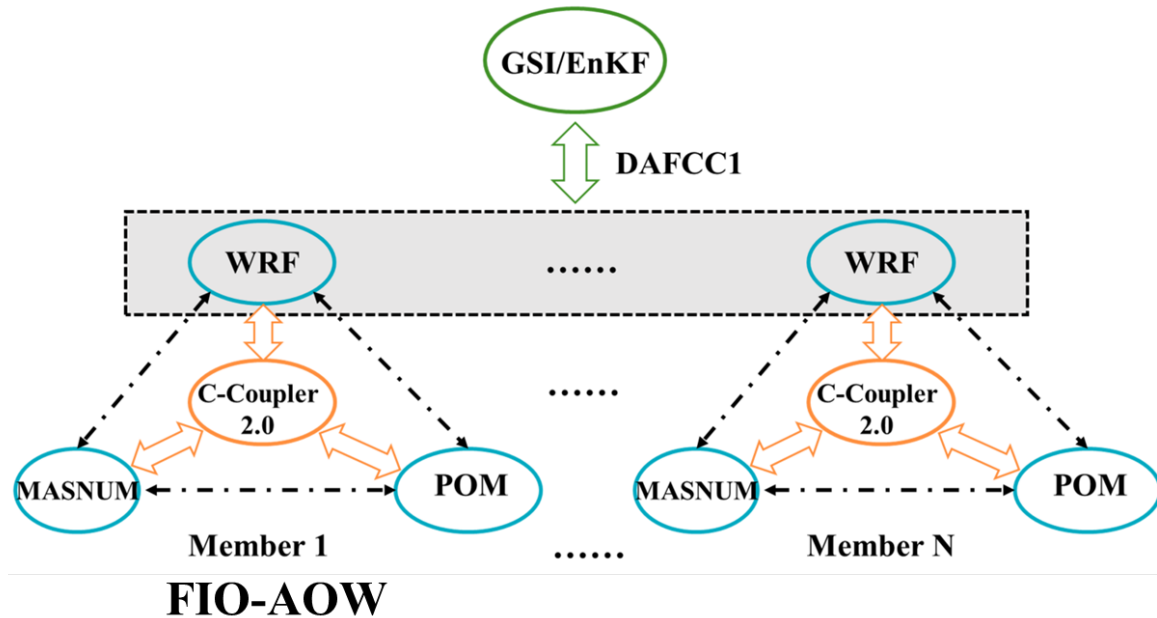 GSI/EnKF
DAFCC1
WRF
......
WRF
C-Coupler
2.0
......
C-Coupler
2.0
MASNUM
POM
MASNUM
POM
Member 1
......
Member N
FIO-AOW